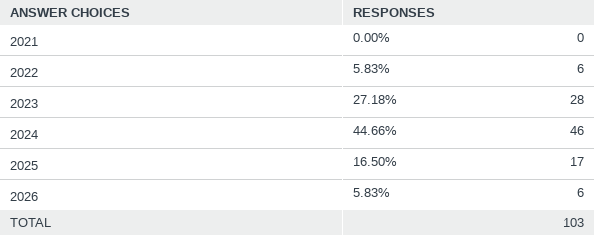 ANSWER CHOICES RESPONSES
2021 0.00% 0
2022 5.83% 6
2023 27.18% 28
2024 44.66% 46
2025 16.50% 17
2026 5.83% 6
TOTAL 103